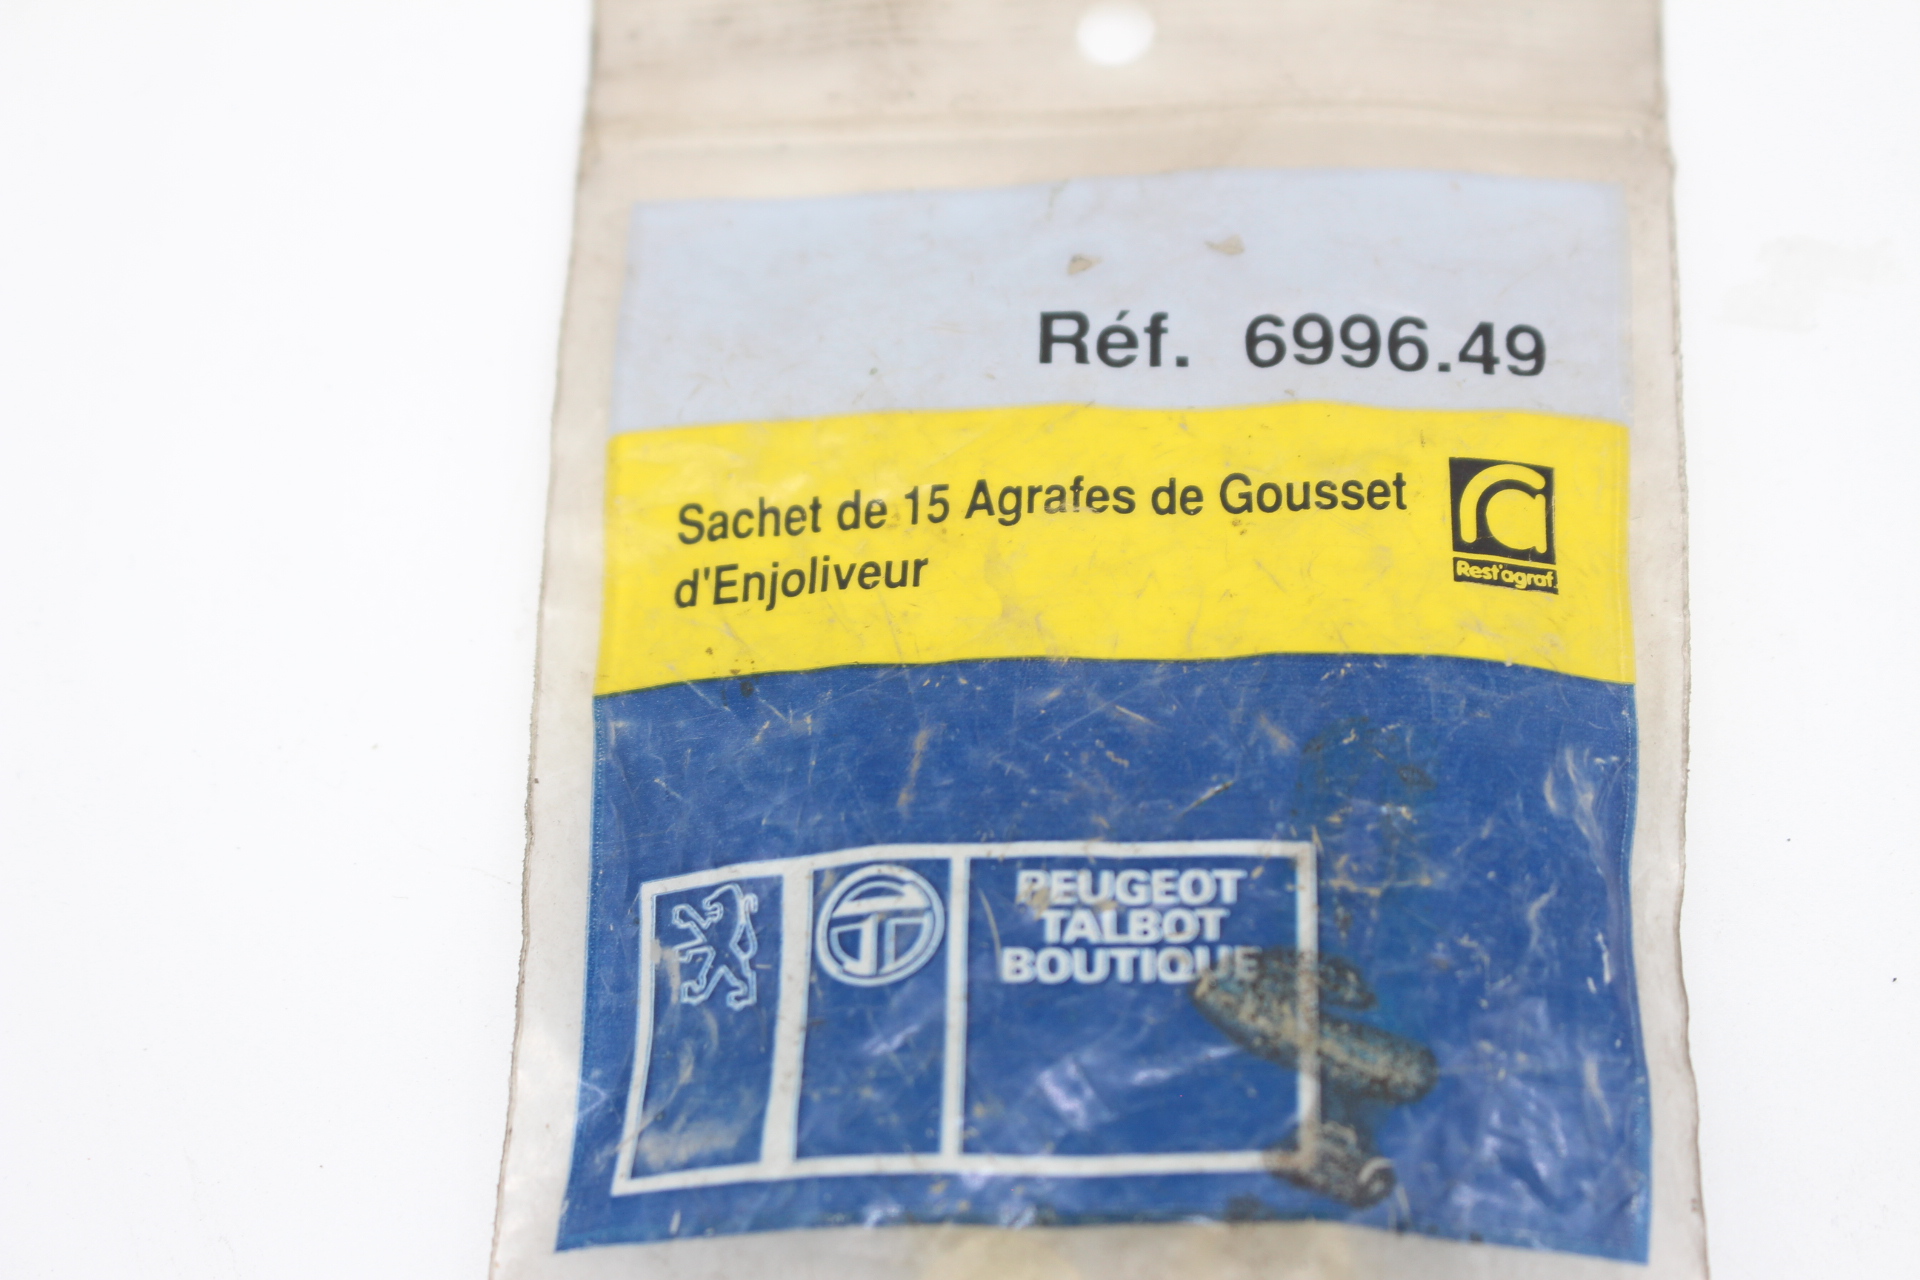 Réf. 6996.49
Sachet de 15 Agrafes de Gousset
d'Enjoliveur
Rest'agraf
PEUGEOT
TALBOT
BOUTIQUE